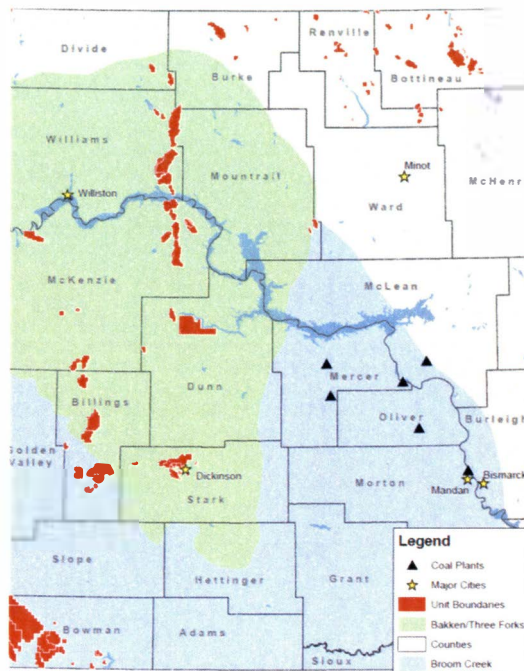 Divide
Burke
Renville
Bottineau
Williams
Mountrail
Minot
McHenr
Ward
Williston
McKenzie
McLean
Dunn
Mercer
Billings
Oliver
Burleigh
Golden
Valley
Dickinson
Stark
Morton
Mandan
Bismarck
Slope
Hettinger
Grant
Bowman
Adams
Sioux
Legend
Coal Plants
Major Cities
Unit Boundaries
Bakken/Three Forks
Counties
Broom Creek